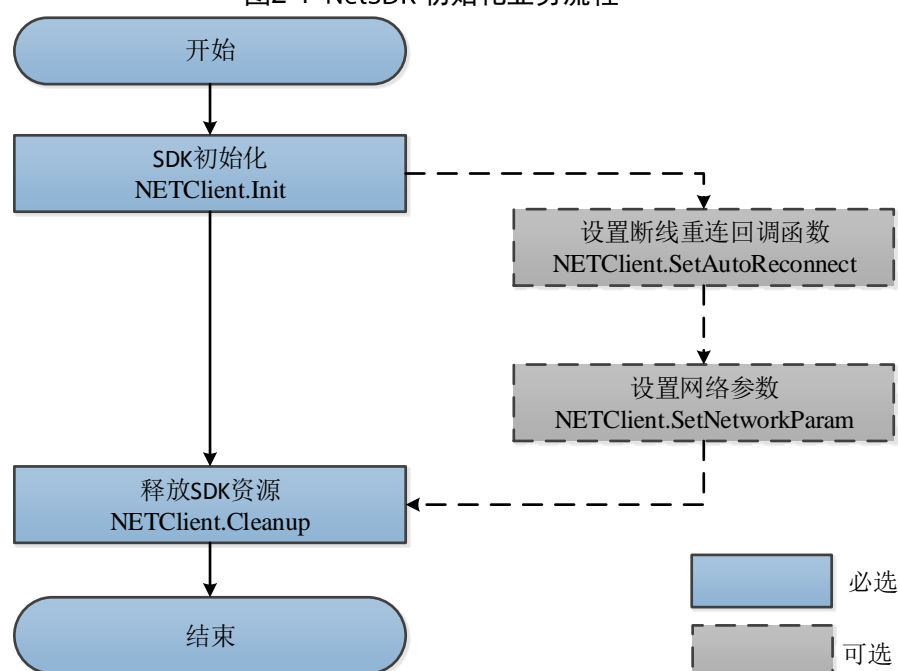 开始
SDK初始化
NETClient.Init
设置断线重连回调函数
NETClient.SetAutoReconnect
设置网络参数
NETClient.SetNetworkParam
释放SDK资源
NETClient.Cleanup
结束
必选
可选